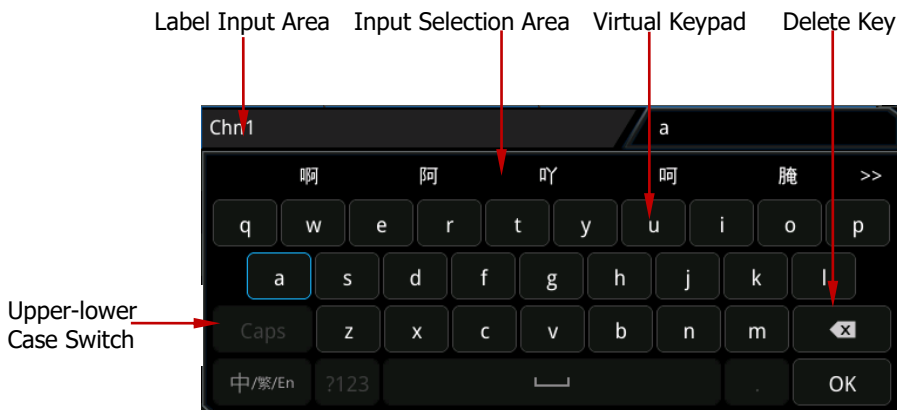 Label Input Area Input Selection Area Virtual Keypad Delete Key
Chn1 a
啊 阿 吖 呵 腌 >>
q w e r t y u i o p
a s d f g h j k l
Upper-lower
Case Switch
Caps z x c v b n m
中/繁/En ?123 . OK